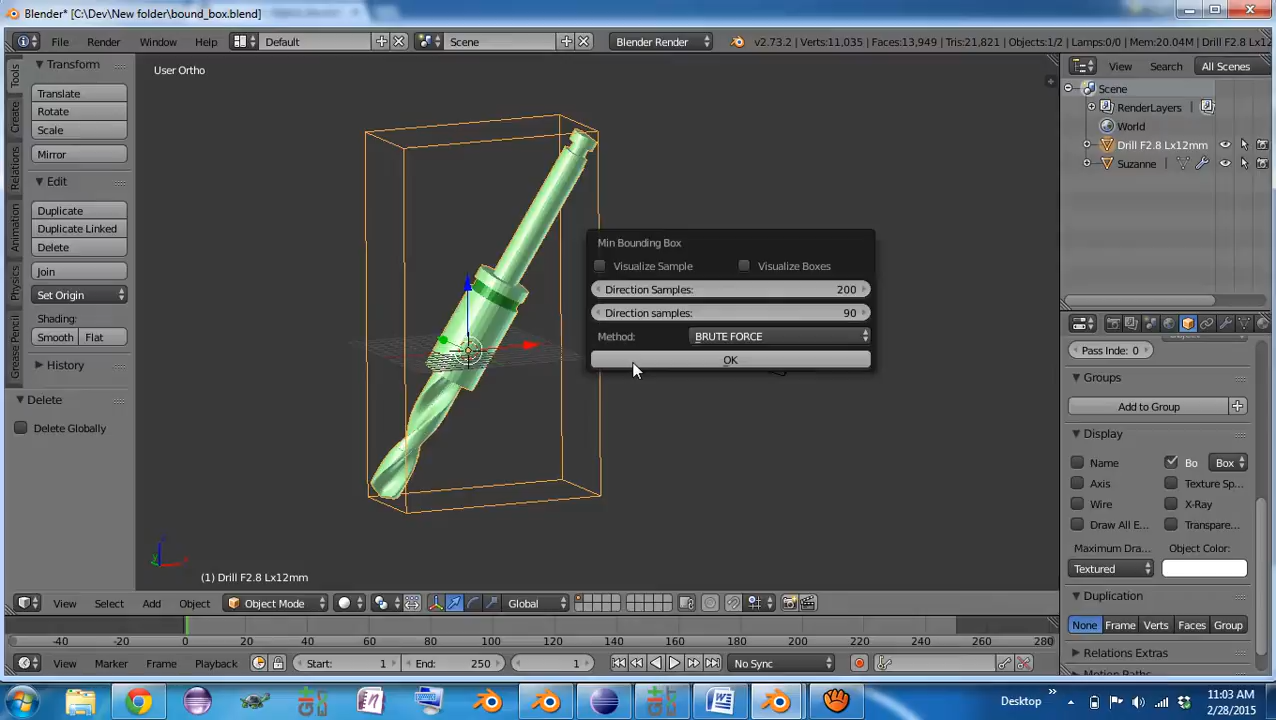 Blender* [C:\Dev\New folder\bound_box.blend]
File Render Window Help Default Scene Blender Render v2.73.2 | Verts:11,035 | Faces:13,949 | Tris:21,821 | Objects:1/2 | Lamps:0/0 | Mem:20.04M | Drill F2.8 Lx12mm
Tools
Create
Relations
Animation
Physics
Grease Pencil
Transform
Translate
Rotate
Scale
Mirror
Edit
Duplicate
Duplicate Linked
Delete
Join
Set Origin
Shading:
Smooth Flat
History
Delete
Delete Globally
User Ortho
Min Bounding Box
Visualize Sample Visualize Boxes
Direction Samples: 200
Direction samples: 90
Method: BRUTE FORCE
OK
(1) Drill F2.8 Lx12mm
View Search All Scenes
Scene
RenderLayers
World
Drill F2.8 Lx12mm
Suzanne
Pass Inde: 0
Groups
Add to Group
Display
Name Bo Box
Axis Texture Sp...
Wire X-Ray
Draw All E... Transpare...
Maximum Dra... Object Color:
Textured
Duplication
None Frame Verts Faces Group
Relations Extras
View Select Add Object Object Mode Global
-40 -20 0 20 40 60 80 100 120 140 160 180 200 220 240 260 280
View Marker Frame Playback Start: 1 End: 250 1 No Sync
Desktop
11:03 AM
2/28/2015